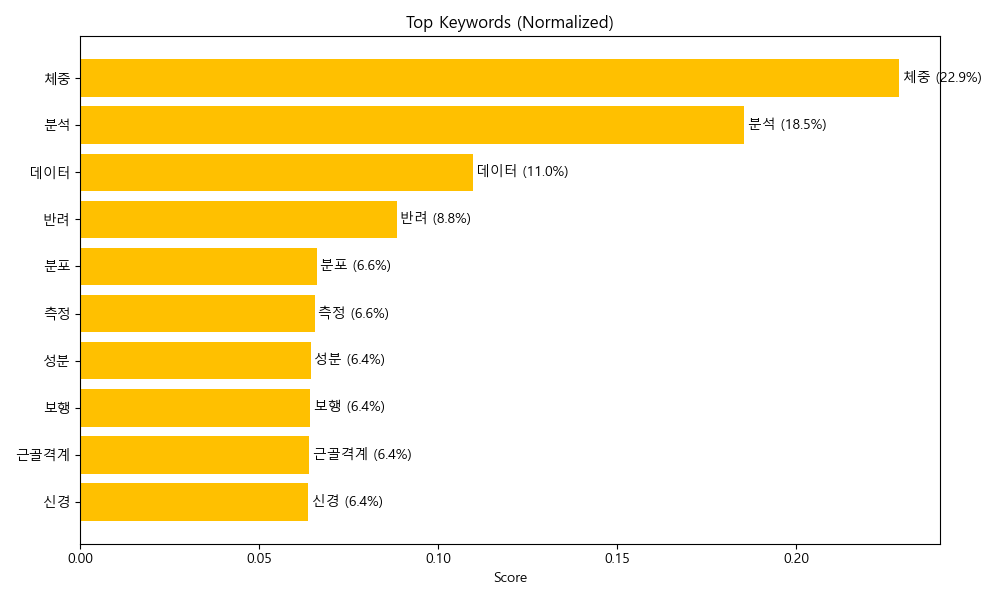 Top Keywords (Normalized)
체중 체중 (22.9%)
분석 분석 (18.5%)
데이터 데이터 (11.0%)
반려 반려 (8.8%)
분포 분포 (6.6%)
측정 측정 (6.6%)
성분 성분 (6.4%)
보행 보행 (6.4%)
근골격계 근골격계 (6.4%)
신경 신경 (6.4%)
0.00 0.05 0.10 0.15 0.20
Score